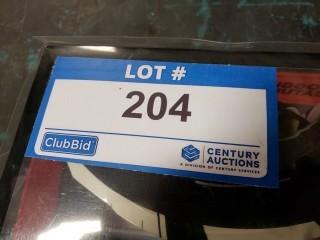 LOT #
204
ClubBid
CENTURY
AUCTIONS
A DIVISION OF CENTURY SERVICES